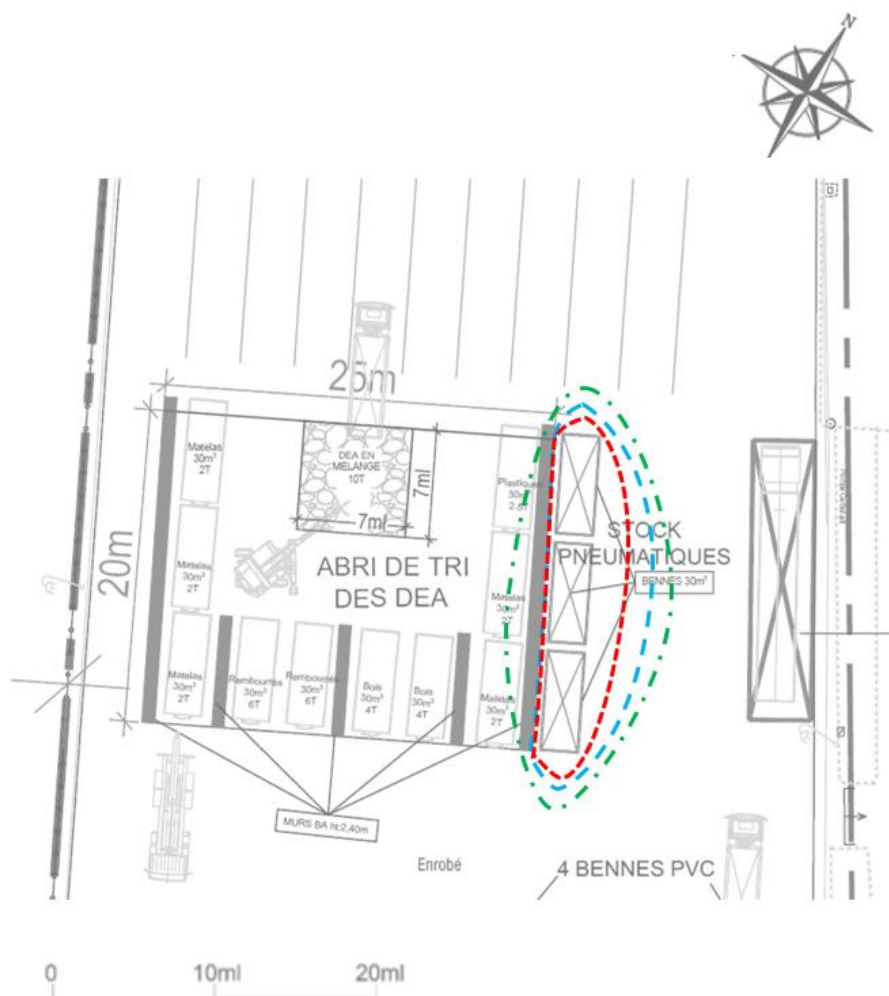 N
25m
Matelas
30m³
2T
DEA EN
MELANGE
10T
7ml
7ml
Plastiques
30m³
2.5T
STOCK
PNEUMATIQUES
BENNES 30m³
20m
Matelas
30m³
2T
ABRI DE TRI
DES DEA
Matelas
30m³
2T
Matelas
30m³
2T
Rembourrés
30m³
6T
Rembourrés
30m³
6T
Bois
30m³
4T
Bois
30m³
4T
Matelas
30m³
2T
MURS BA ht:2,40m
Enrobé
4 BENNES PVC
0
10ml
20ml